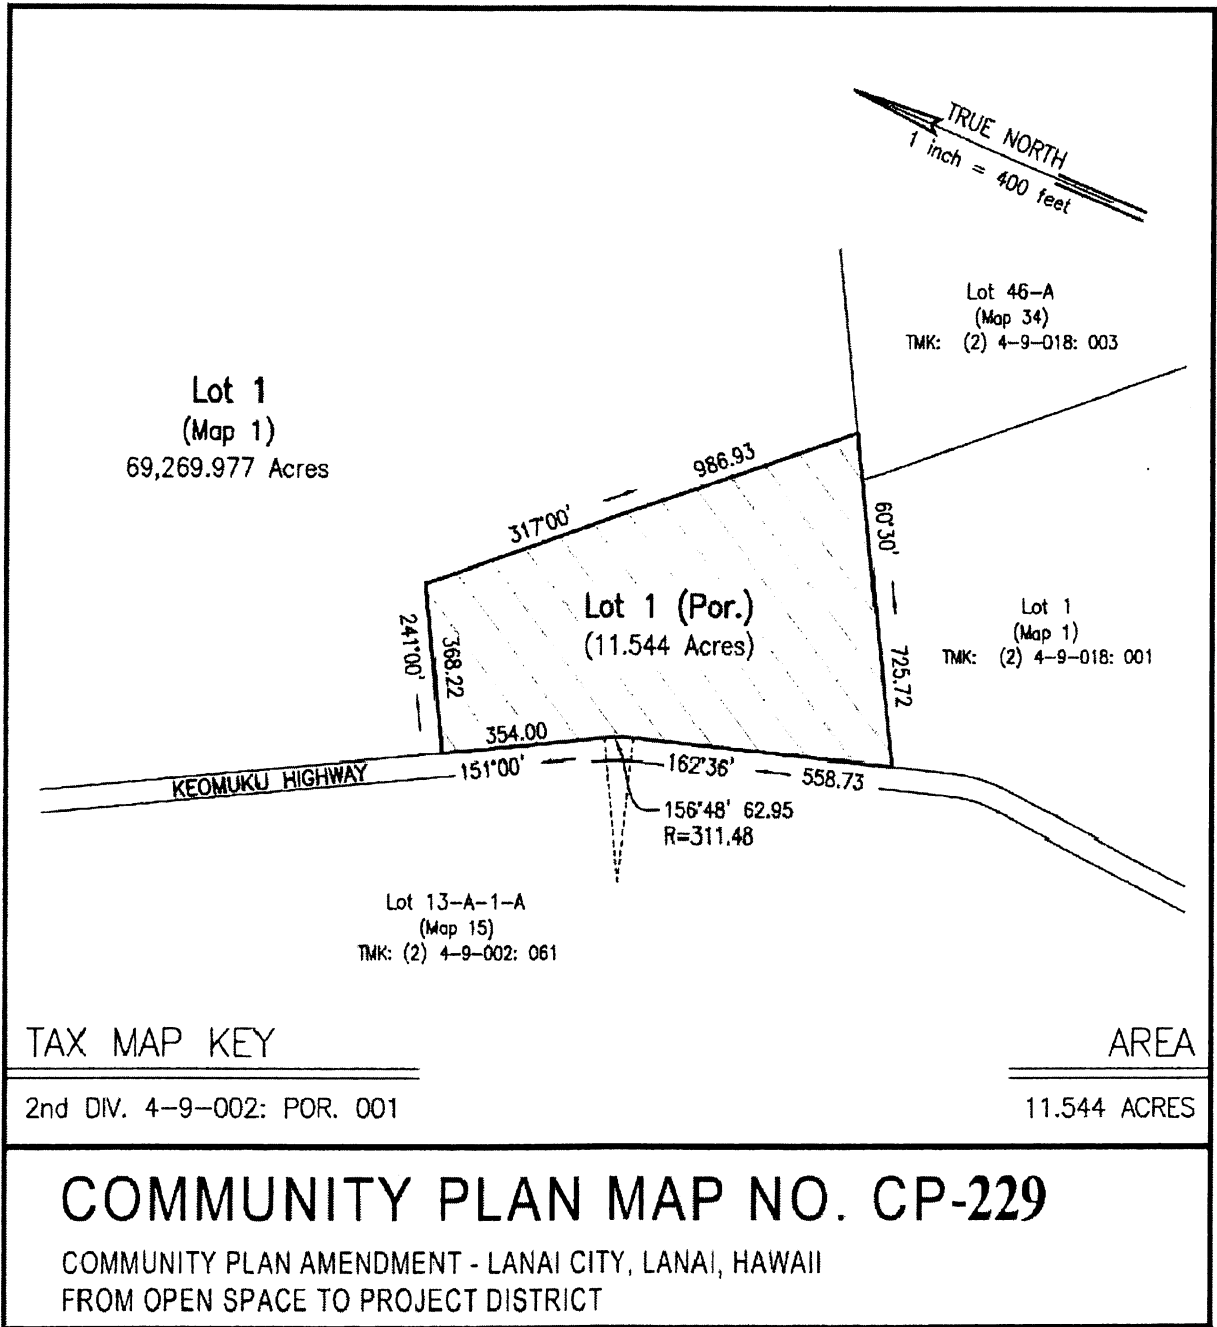 TRUE NORTH
1 inch = 400 feet
Lot 46-A
(Map 34)
TMK: (2) 4-9-018: 003
Lot 1
(Map 1)
69,269.977 Acres
986.93
317°00'
60°30'
725.72
Lot 1 (Por.)
(11.544 Acres)
Lot 1
(Map 1)
TMK: (2) 4-9-018: 001
241°00'
368.22
354.00
KEOMUKU HIGHWAY
151°00'
162°36'
558.73
156°48' 62.95
R=311.48
Lot 13-A-1-A
(Map 15)
TMK: (2) 4-9-002: 061
TAX MAP KEY
AREA
2nd DIV. 4-9-002: POR. 001
11.544 ACRES
COMMUNITY PLAN MAP NO. CP-229
COMMUNITY PLAN AMENDMENT - LANAI CITY, LANAI, HAWAII
FROM OPEN SPACE TO PROJECT DISTRICT